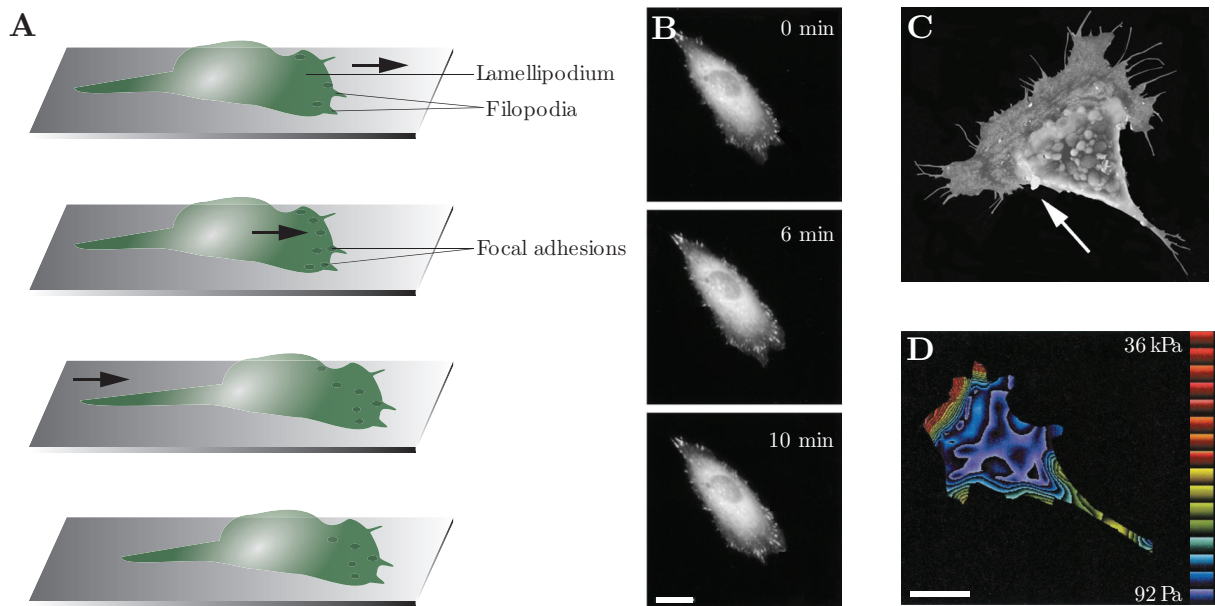 A
Lamellipodium
Filopodia
Focal adhesions
B
0 min
6 min
10 min
C
D
36 kPa
92 Pa